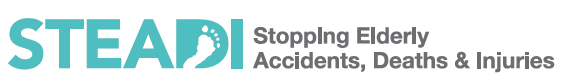 STEADI
Stopping Elderly
Accidents, Deaths & Injuries